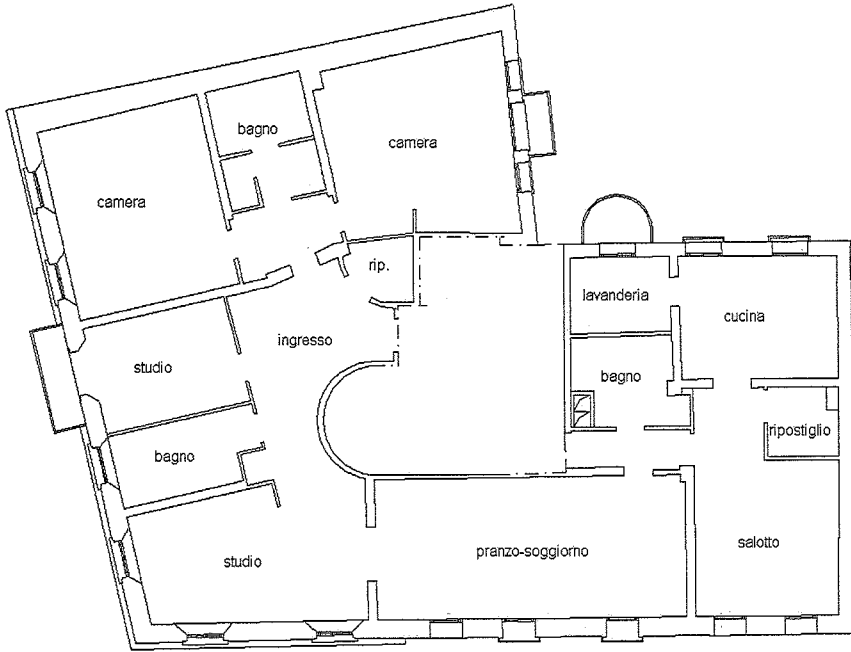 bagno
camera
camera
rip.
lavanderia
cucina
ingresso
studio
bagno
ripostiglio
bagno
salotto
pranzo-soggiorno
studio